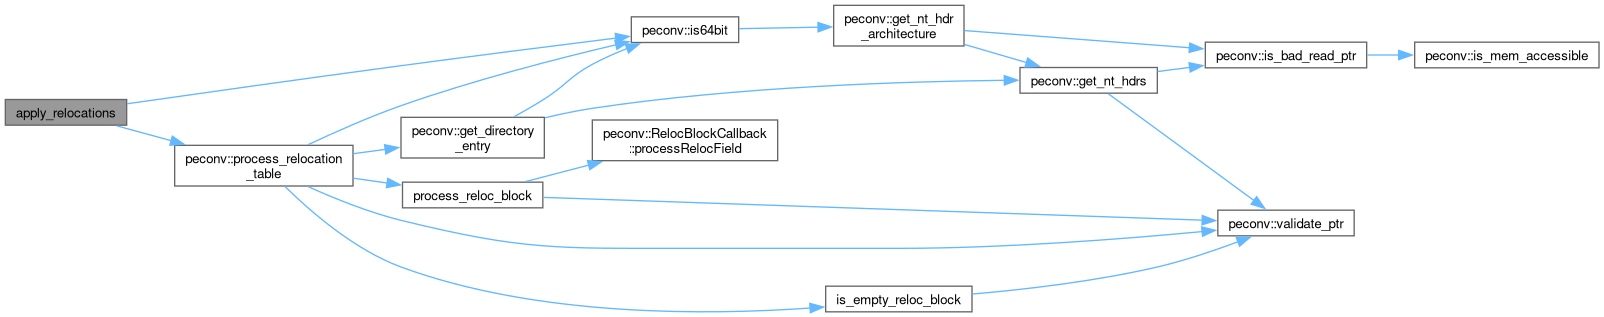 apply_relocations
peconv::process_relocation
_table
peconv::get_directory
_entry
process_reloc_block
peconv::is64bit
peconv::RelocBlockCallback
::processRelocField
peconv::get_nt_hdr
_architecture
is_empty_reloc_block
peconv::get_nt_hdrs
peconv::is_bad_read_ptr
peconv::validate_ptr
peconv::is_mem_accessible